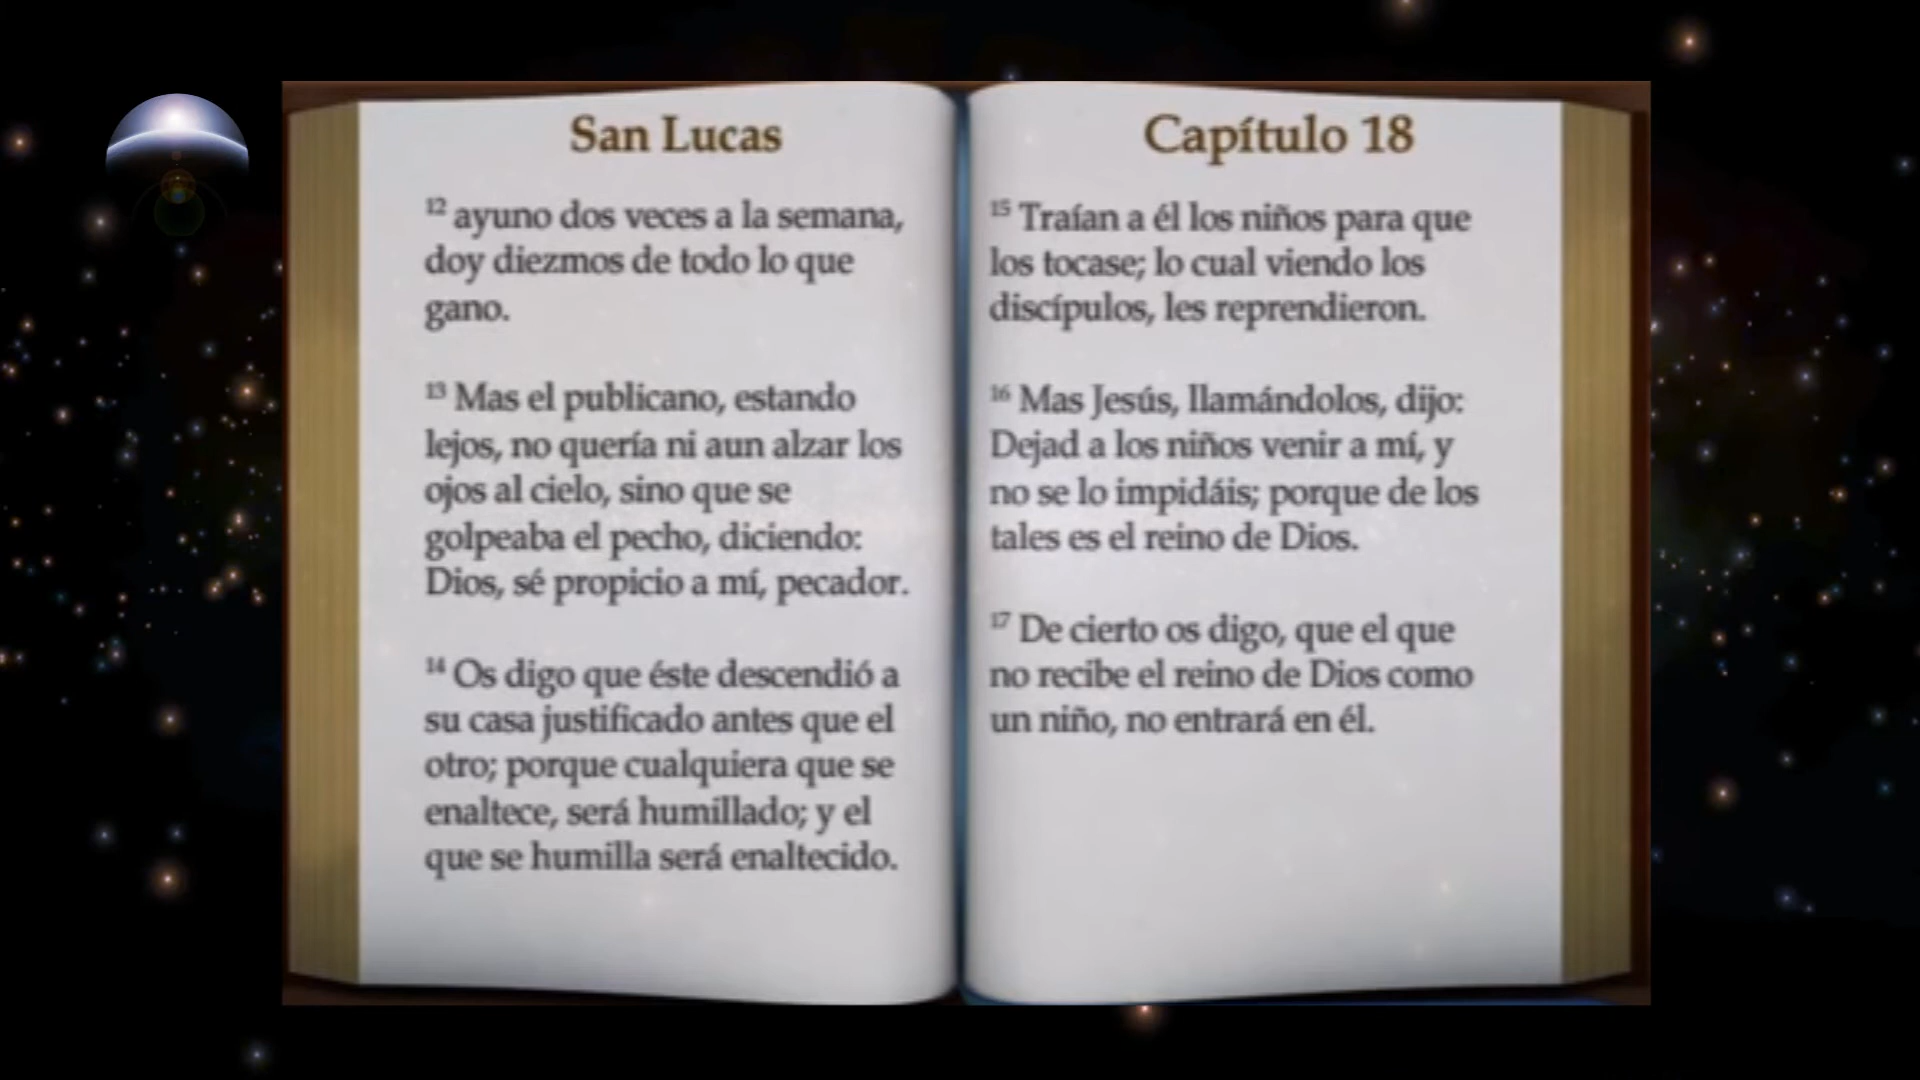 San Lucas
12 ayuno dos veces a la semana,
doy diezmos de todo lo que
gano.
13 Mas el publicano, estando
lejos, no quería ni aun alzar los
ojos al cielo, sino que se
golpeaba el pecho, diciendo:
Dios, sé propicio a mí, pecador.
14 Os digo que éste descendió a
su casa justificado antes que el
otro; porque cualquiera que se
enaltece, será humillado; y el
que se humilla será enaltecido.
Capítulo 18
15 Traían a él los niños para que
los tocase; lo cual viendo los
discípulos, les reprendieron.
16 Mas Jesús, llamándolos, dijo:
Dejad a los niños venir a mí, y
no se lo impidáis; porque de los
tales es el reino de Dios.
17 De cierto os digo, que el que
no recibe el reino de Dios como
un niño, no entrará en él.